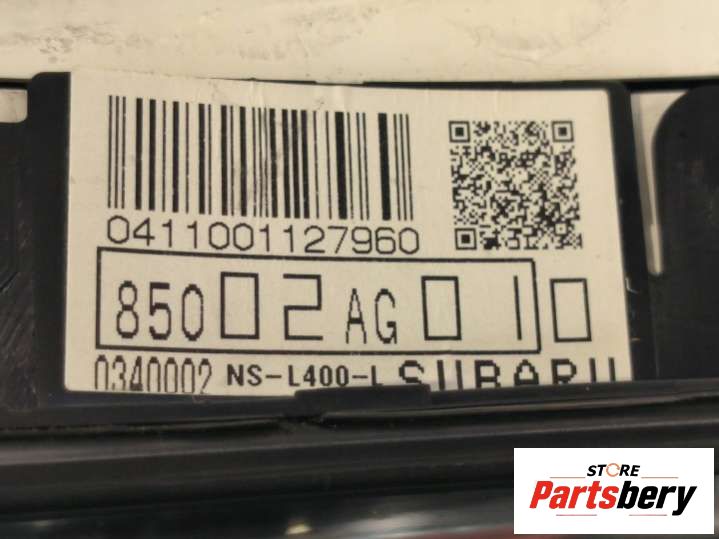 0411001127960
85002AG010
0340002 NS-L400-L SUBARU
STORE
Partsbery